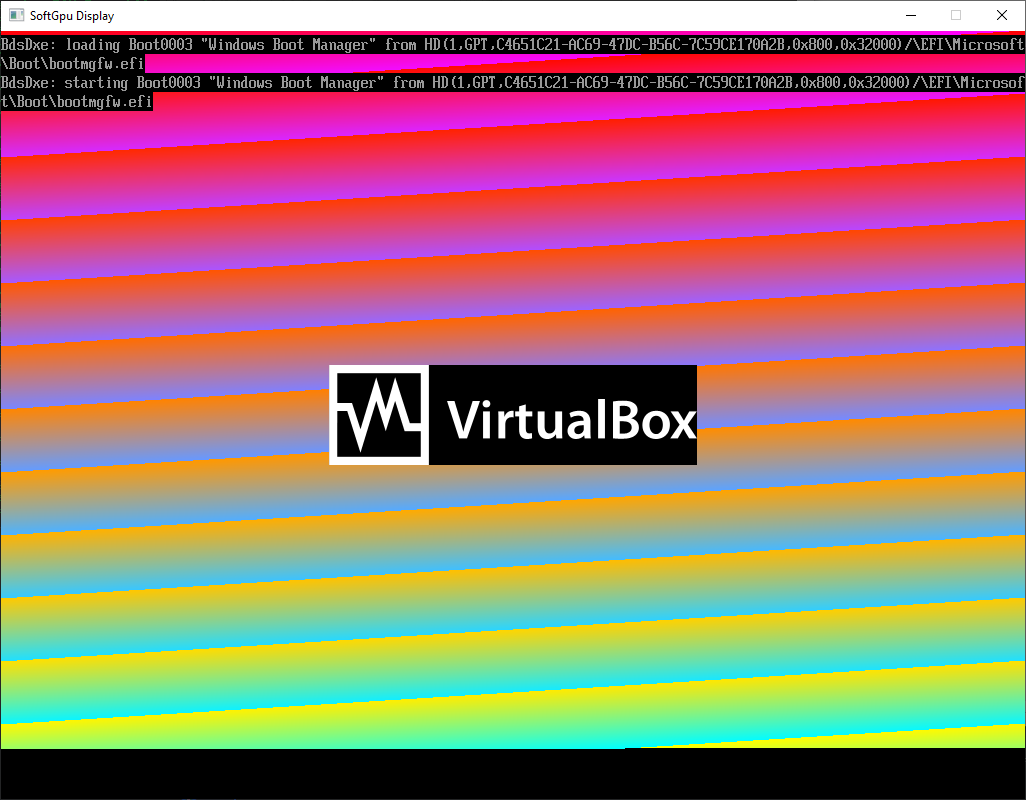 SoftGpu Display
BdsDxe: loading Boot0003 "Windows Boot Manager" from HD(1,GPT,C4651C21-AC69-47DC-B56C-7C59CE170A2B,0x800,0x32000)/\EFI\Microsoft
\Boot\bootmgfw.efi
BdsDxe: starting Boot0003 "Windows Boot Manager" from HD(1,GPT,C4651C21-AC69-47DC-B56C-7C59CE170A2B,0x800,0x32000)/\EFI\Microsof
t\Boot\bootmgfw.efi
VirtualBox